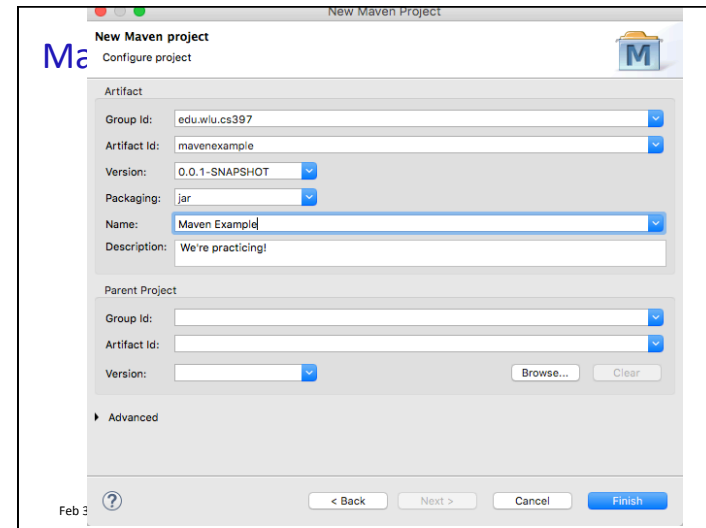 New Maven Project
Ma
New Maven project
Configure project
M
Artifact
Group Id: edu.wlu.cs397
Artifact Id: mavenexample
Version: 0.0.1-SNAPSHOT
Packaging: jar
Name: Maven Example
Description: We're practicing!
Parent Project
Group Id:
Artifact Id:
Version: Browse... Clear
Advanced
Feb 3
? < Back Next > Cancel Finish